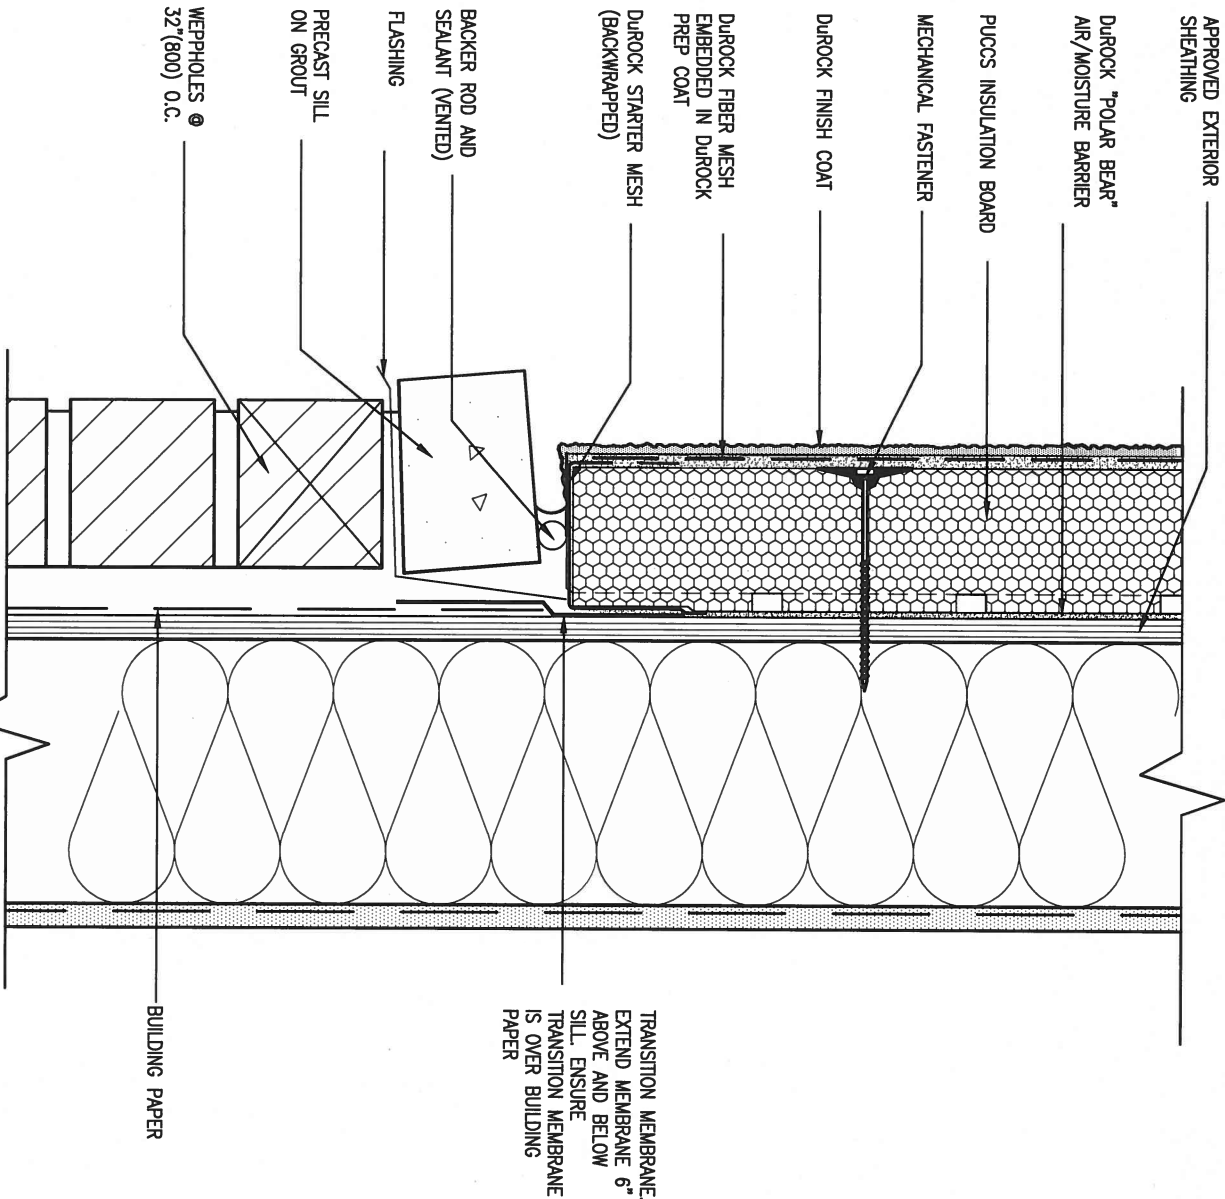 APPROVED EXTERIOR
SHEATHING
DuROCK "POLAR BEAR"
AIR/MOISTURE BARRIER
PUCCS INSULATION BOARD
MECHANICAL FASTENER
DuROCK FINISH COAT
DuROCK FIBER MESH
EMBEDDED IN DuROCK
PREP COAT
DuROCK STARTER MESH
(BACKWRAPPED)
BACKER ROD AND
SEALANT (VENTED)
FLASHING
PRECAST SILL
ON GROUT
WEPPHOLES @
32"(800) O.C.
TRANSITION MEMBRANE.
EXTEND MEMBRANE 6"
ABOVE AND BELOW
SILL. ENSURE
TRANSITION MEMBRANE
IS OVER BUILDING
PAPER
BUILDING PAPER